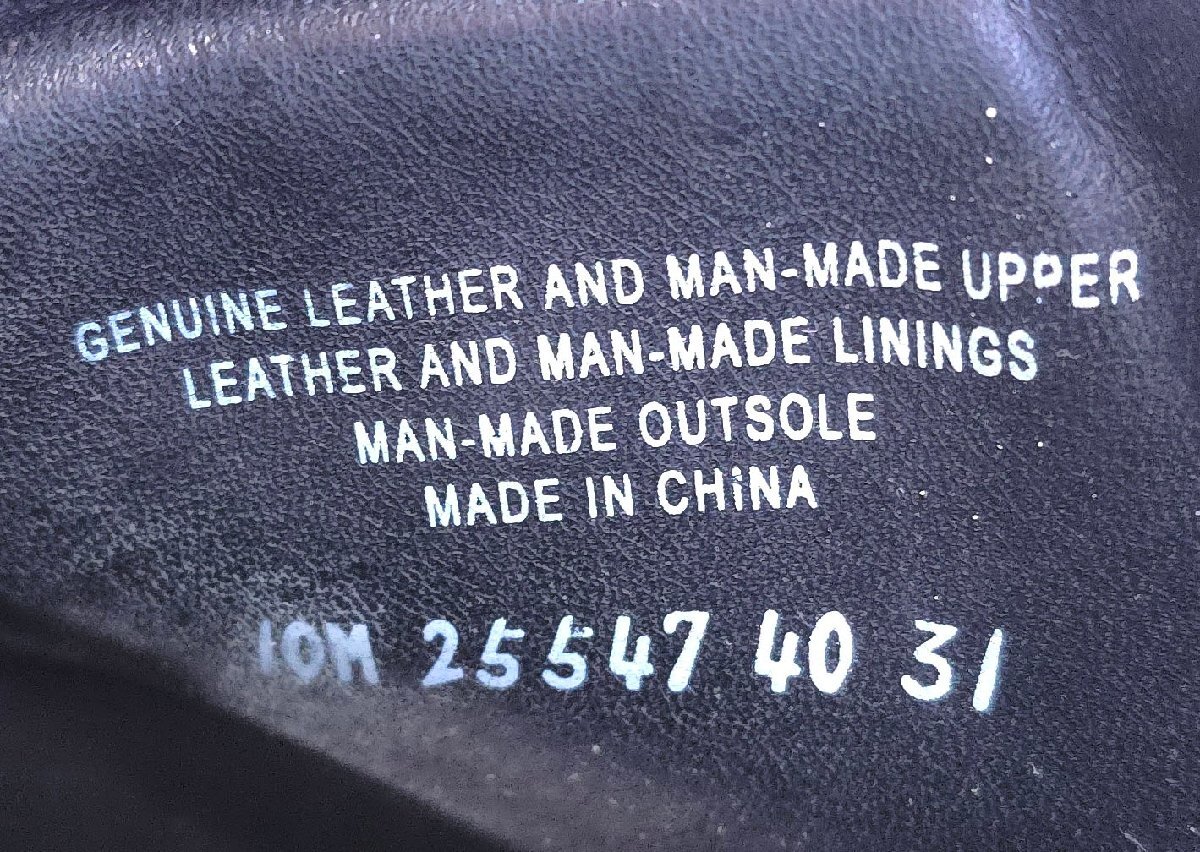 GENUINE LEATHER AND MAN-MADE UPPER
LEATHER AND MAN-MADE LININGS
MAN-MADE OUTSOLE
MADE IN CHiNA
10M 25547 40 31